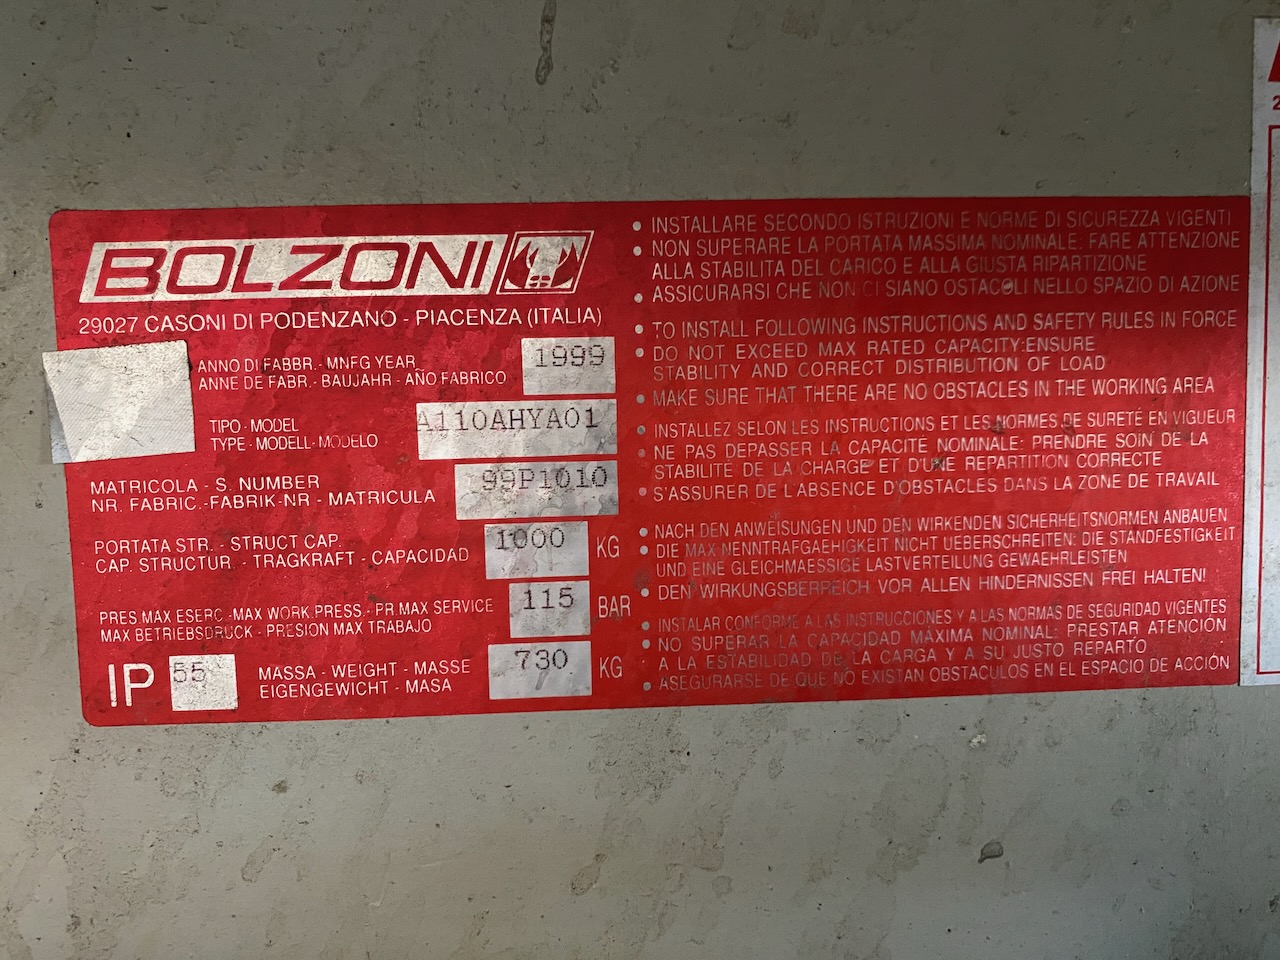 BOLZONI
29027 CASONI DI PODENZANO - PIACENZA (ITALIA)
ANNO DI FABBR. - MNFG YEAR
ANNE DE FABR. - BAUJAHR - AÑO FABRICO
1999
TIPO - MODEL
TYPE - MODELL - MODELO
A110AHYA01
MATRICOLA - S. NUMBER
NR. FABRIC. - FABRIK-NR - MATRICULA
99P1010
PORTATA STR. - STRUCT CAP.
CAP. STRUCTUR. - TRAGKRAFT - CAPACIDAD
1000 KG
PRES.MAX ESERC.-MAX WORK.PRESS - PR.MAX SERVICE
MAX BETRIEBSDRUCK - PRESION MAX TRABAJO
115 BAR
IP 55
MASSA - WEIGHT - MASSE
EIGENGEWICHT - MASA
730 KG
• INSTALLARE SECONDO ISTRUZIONI E NORME DI SICUREZZA VIGENTI
• NON SUPERARE LA PORTATA MASSIMA NOMINALE: FARE ATTENZIONE
ALLA STABILITA DEL CARICO E ALLA GIUSTA RIPARTIZIONE
• ASSICURARSI CHE NON CI SIANO OSTACOLI NELLO SPAZIO DI AZIONE
• TO INSTALL FOLLOWING INSTRUCTIONS AND SAFETY RULES IN FORCE
• DO NOT EXCEED MAX RATED CAPACITY:ENSURE
STABILITY AND CORRECT DISTRIBUTION OF LOAD
• MAKE SURE THAT THERE ARE NO OBSTACLES IN THE WORKING AREA
• INSTALLEZ SELON LES INSTRUCTIONS ET LES NORMES DE SURETÉ EN VIGUEUR
• NE PAS DEPASSER LA CAPACITE NOMINALE: PRENDRE SOIN DE LA
STABILITE DE LA CHARGE ET D'UNE REPARTITION CORRECTE
• S'ASSURER DE L'ABSENCE D'OBSTACLES DANS LA ZONE DE TRAVAIL
• NACH DEN ANWEISUNGEN UND DEN WIRKENDEN SICHERHEITSNORMEN ANBAUEN
• DIE MAX NENNTRAFGAEHIGKEIT NICHT UEBERSCHREITEN: DIE STANDFESTIGKEIT
UND EINE GLEICHMAESSIGE LASTVERTEILUNG GEWAEHRLEISTEN
• DEN WIRKUNGSBERREICH VOR ALLEN HINDERNISSEN FREI HALTEN!
• INSTALAR CONFORME A LAS INSTRUCCIONES Y A LAS NORMAS DE SEGURIDAD VIGENTES
• NO SUPERAR LA CAPACIDAD MÁXIMA NOMINAL: PRESTAR ATENCIÓN
A LA ESTABILIDAD DE LA CARGA Y A SU JUSTO REPARTO
• ASEGURARSE DE QUE NO EXISTAN OBSTACULOS EN EL ESPACIO DE ACCIÓN